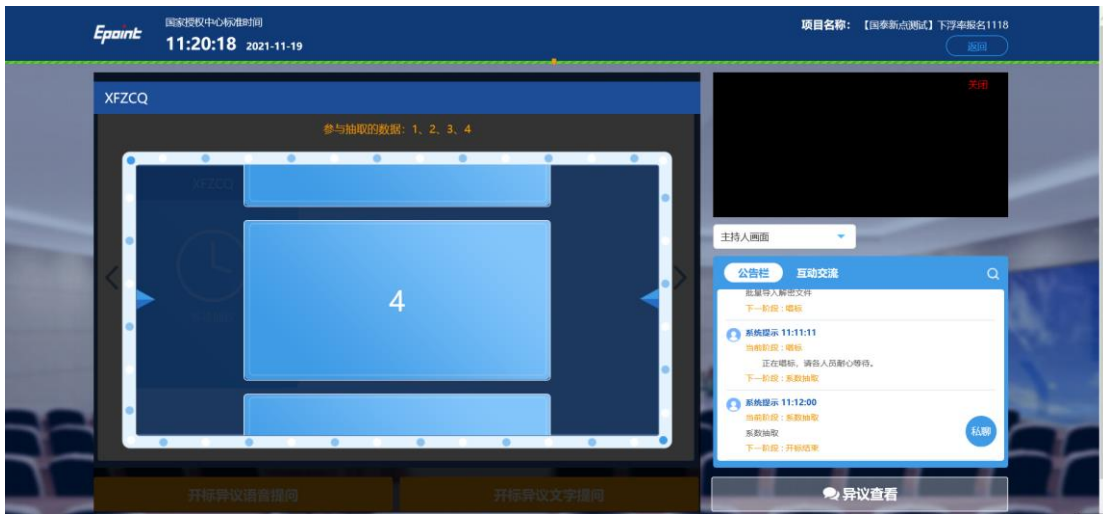 Epoint
国家授权中心标准时间
11:20:18 2021-11-19
项目名称: 【国泰新点测试】下浮率报名1118
返回
XFZCQ
参与抽取的数据: 1、2、3、4
XFZCQ
4
开标异议语音提问
开标异议文字提问
关闭
主持人画面
公告栏 互动交流
批量导入解密文件
下一阶段 : 唱标
系统提示 11:11:11
当前阶段 : 唱标
正在唱标，请各人员耐心等待。
下一阶段 : 系数抽取
系统提示 11:12:00
当前阶段 : 系数抽取
系数抽取
下一阶段 : 开标结束
私聊
异议查看